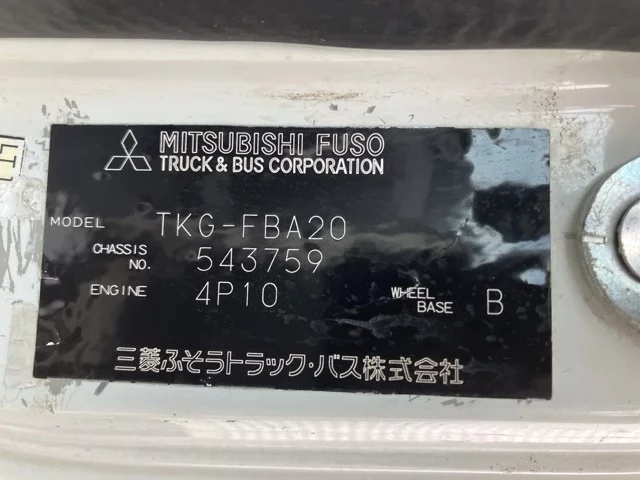 MITSUBISHI FUSO
TRUCK & BUS CORPORATION
MODEL TKG-FBA20
CHASSIS NO. 543759
ENGINE 4P10 WHEEL BASE B
三菱ふそうトラック・バス株式会社